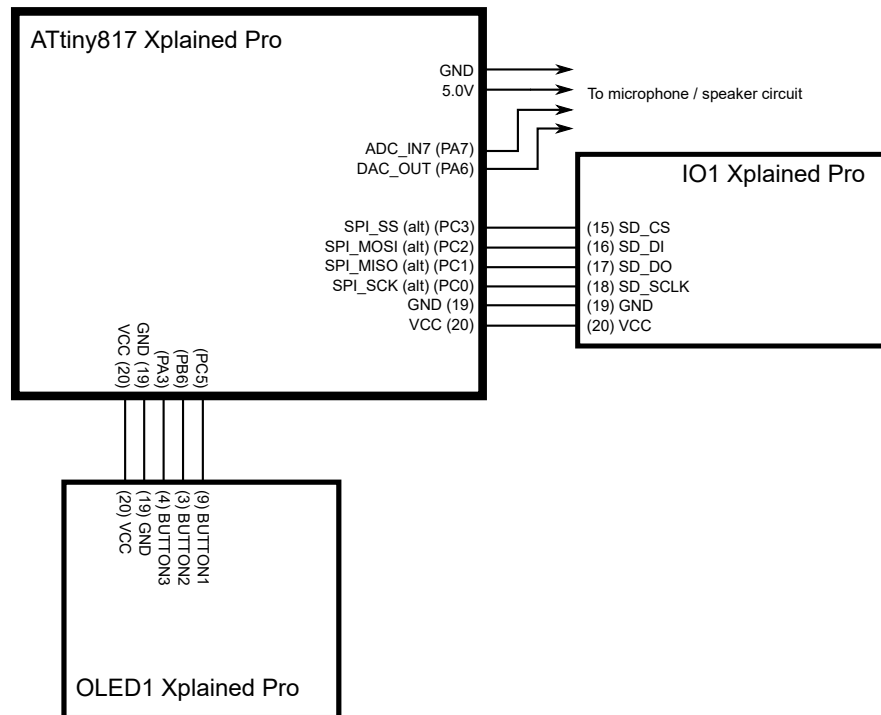 ATtiny817 Xplained Pro
GND
5.0V
To microphone / speaker circuit
ADC_IN7 (PA7)
DAC_OUT (PA6)
IO1 Xplained Pro
SPI_SS (alt) (PC3)
(15) SD_CS
SPI_MOSI (alt) (PC2)
(16) SD_DI
SPI_MISO (alt) (PC1)
(17) SD_DO
SPI_SCK (alt) (PC0)
(18) SD_SCLK
GND (19)
(19) GND
VCC (20)
(20) VCC
VCC (20)
GND (19)
(PA3)
(PB6)
(PC5)
(20) VCC
(19) GND
(4) BUTTON3
(3) BUTTON2
(9) BUTTON1
OLED1 Xplained Pro